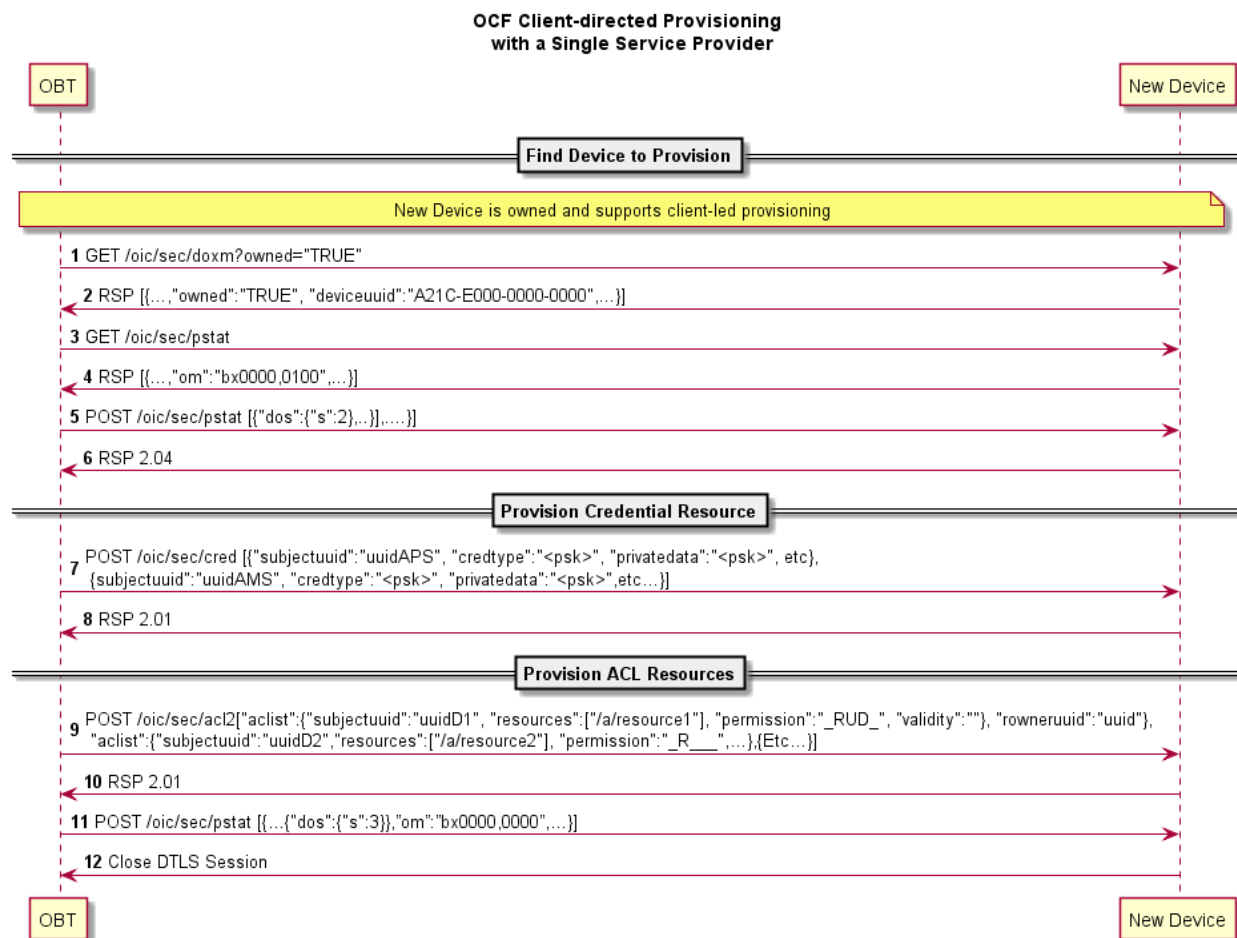 OCF Client-directed Provisioning
with a Single Service Provider
OBT
New Device
Find Device to Provision
New Device is owned and supports client-led provisioning
1 GET /oic/sec/doxm?owned="TRUE"
2 RSP [{...,"owned":"TRUE", "deviceuuid":"A21C-E000-0000-0000",...}]
3 GET /oic/sec/pstat
4 RSP [{...,"om":"bx0000,0100",...}]
5 POST /oic/sec/pstat [{"dos":{"s":2},..}],....}]
6 RSP 2.04
Provision Credential Resource
7 POST /oic/sec/cred [{"subjectuuid":"uuidAPS", "credtype":"<psk>", "privatedata":"<psk>", etc},
{subjectuuid":"uuidAMS", "credtype":"<psk>", "privatedata":"<psk>",etc...}]
8 RSP 2.01
Provision ACL Resources
9 POST /oic/sec/acl2["aclist":{"subjectuuid":"uuidD1", "resources":["/a/resource1"], "permission":"_RUD_", "validity":""}, "rowneruuid":"uuid"},
"aclist":{"subjectuuid":"uuidD2","resources":["/a/resource2"], "permission":"_R___",...},{Etc...}]
10 RSP 2.01
11 POST /oic/sec/pstat [{...{"dos":{"s":3}},"om":"bx0000,0000",...}]
12 Close DTLS Session
OBT
New Device